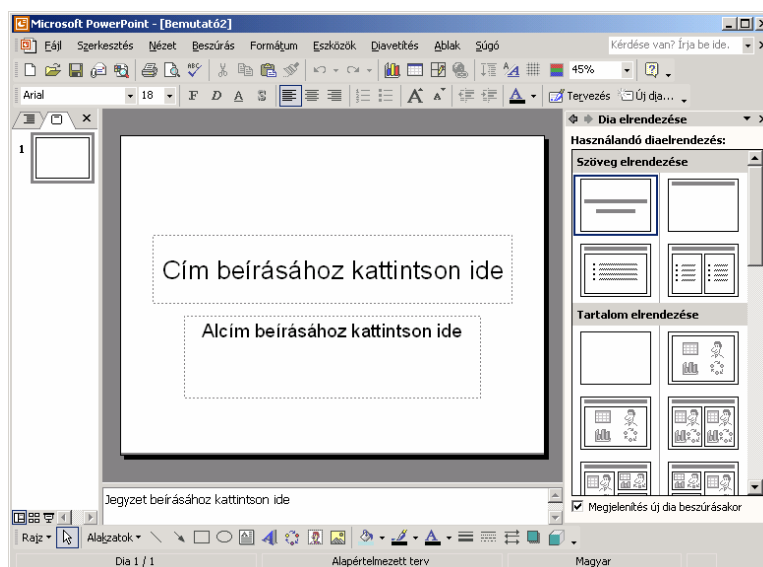 Microsoft PowerPoint - [Bemutató2]
Fájl Szerkesztés Nézet Beszúrás Formátum Eszközök Diavetítés Ablak Súgó Kérdése van? Írja be ide.
45%
Arial 18 F D A S A A A Tervezés Új dia...
Dia elrendezése
Használandó diaelrendezés:
Szöveg elrendezése
1
Cím beírásához kattintson ide
Alcím beírásához kattintson ide
Tartalom elrendezése
Jegyzet beírásához kattintson ide
Megjelenítés új dia beszúrásakor
Rajz Alakzatok
Dia 1 / 1 Alapértelmezett terv Magyar